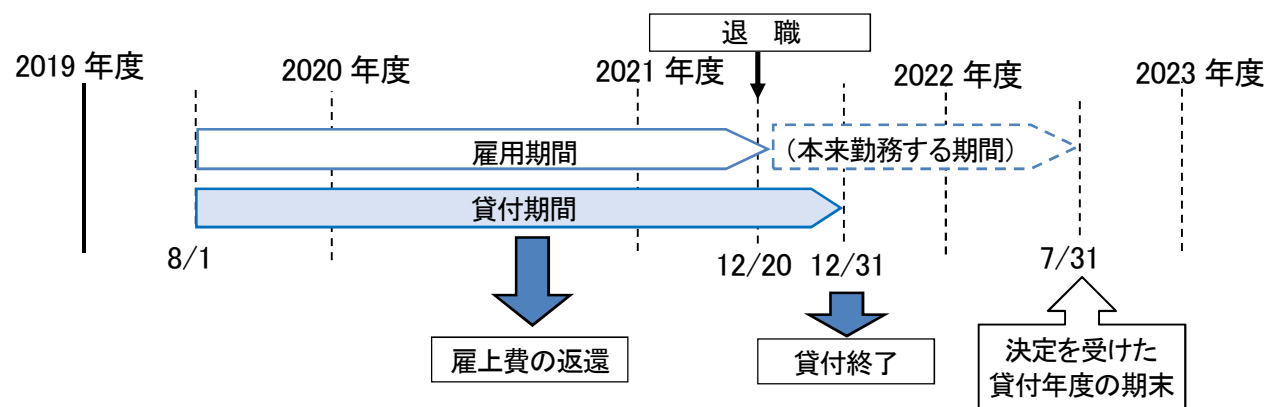 退 職
2019 年度
2020 年度
2021 年度
2022 年度
2023 年度
雇用期間
(本来勤務する期間)
貸付期間
8/1
12/20
12/31
7/31
雇上費の返還
貸付終了
決定を受けた
貸付年度の期末